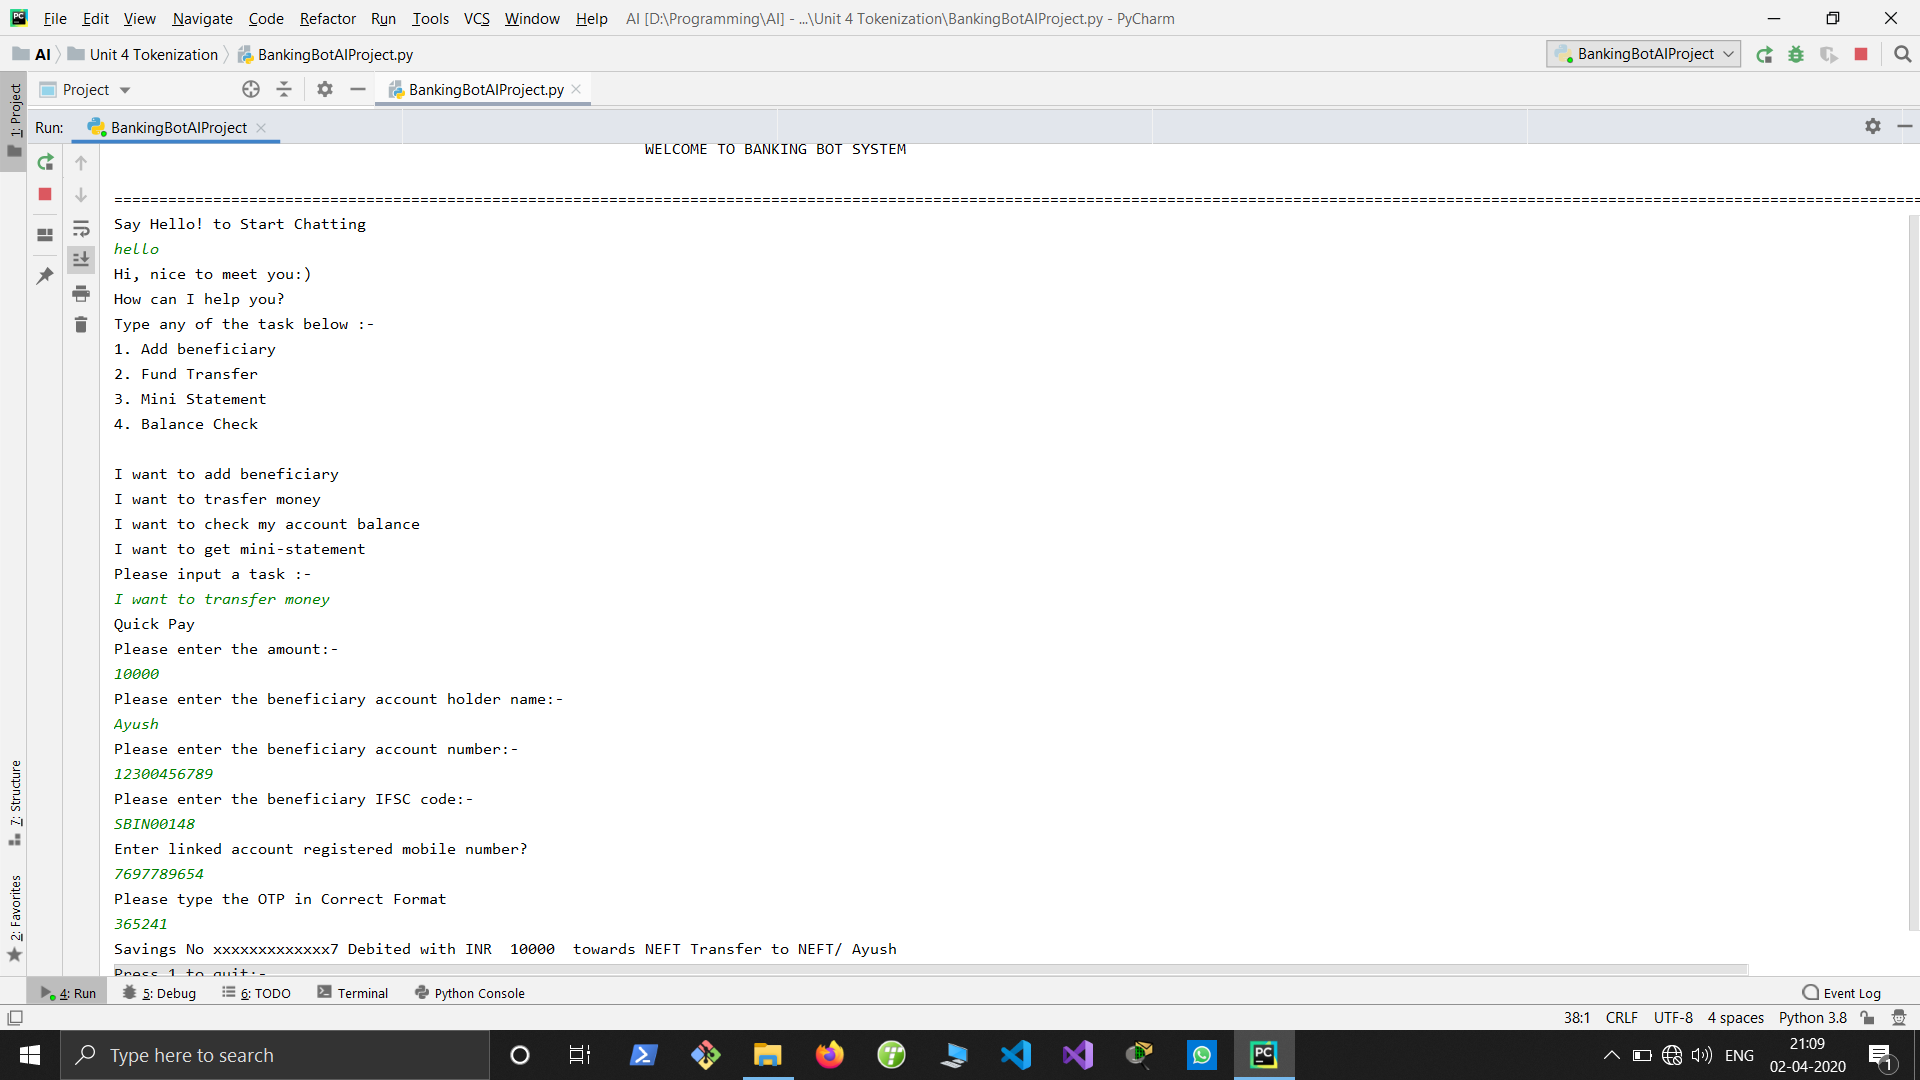 PC File Edit View Navigate Code Refactor Run Tools VCS Window Help AI [D:\Programming\AI] - ...\Unit 4 Tokenization\BankingBotAIProject.py - PyCharm
AI Unit 4 Tokenization BankingBotAIProject.py BankingBotAIProject
1: Project
Project BankingBotAIProject.py
Run: BankingBotAIProject
WELCOME TO BANKING BOT SYSTEM
Say Hello! to Start Chatting
hello
Hi, nice to meet you:)
How can I help you?
Type any of the task below :-
1. Add beneficiary
2. Fund Transfer
3. Mini Statement
4. Balance Check
I want to add beneficiary
I want to trasfer money
I want to check my account balance
I want to get mini-statement
Please input a task :-
I want to transfer money
Quick Pay
Please enter the amount:-
10000
Please enter the beneficiary account holder name:-
Ayush
Please enter the beneficiary account number:-
12300456789
Please enter the beneficiary IFSC code:-
SBIN00148
Enter linked account registered mobile number?
7697789654
Please type the OTP in Correct Format
365241
Savings No xxxxxxxxxxxxx7 Debited with INR  10000  towards NEFT Transfer to NEFT/ Ayush
Press 1 to quit:-
7: Structure
2: Favorites
4: Run 5: Debug 6: TODO Terminal Python Console Event Log
38:1 CRLF UTF-8 4 spaces Python 3.8
Type here to search PC ENG 21:09
02-04-2020 1